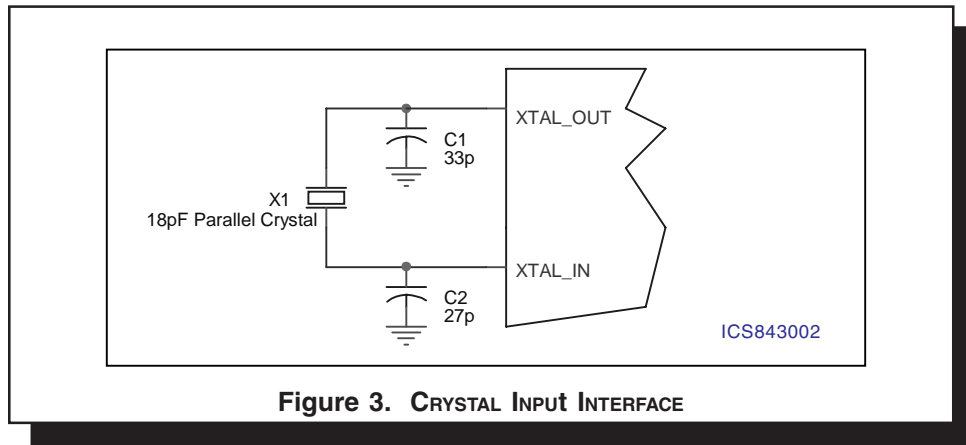 XTAL_OUT
C1
33p
X1
18pF Parallel Crystal
XTAL_IN
C2
27p
ICS843002
Figure 3. CRYSTAL INPUt INTERFACE